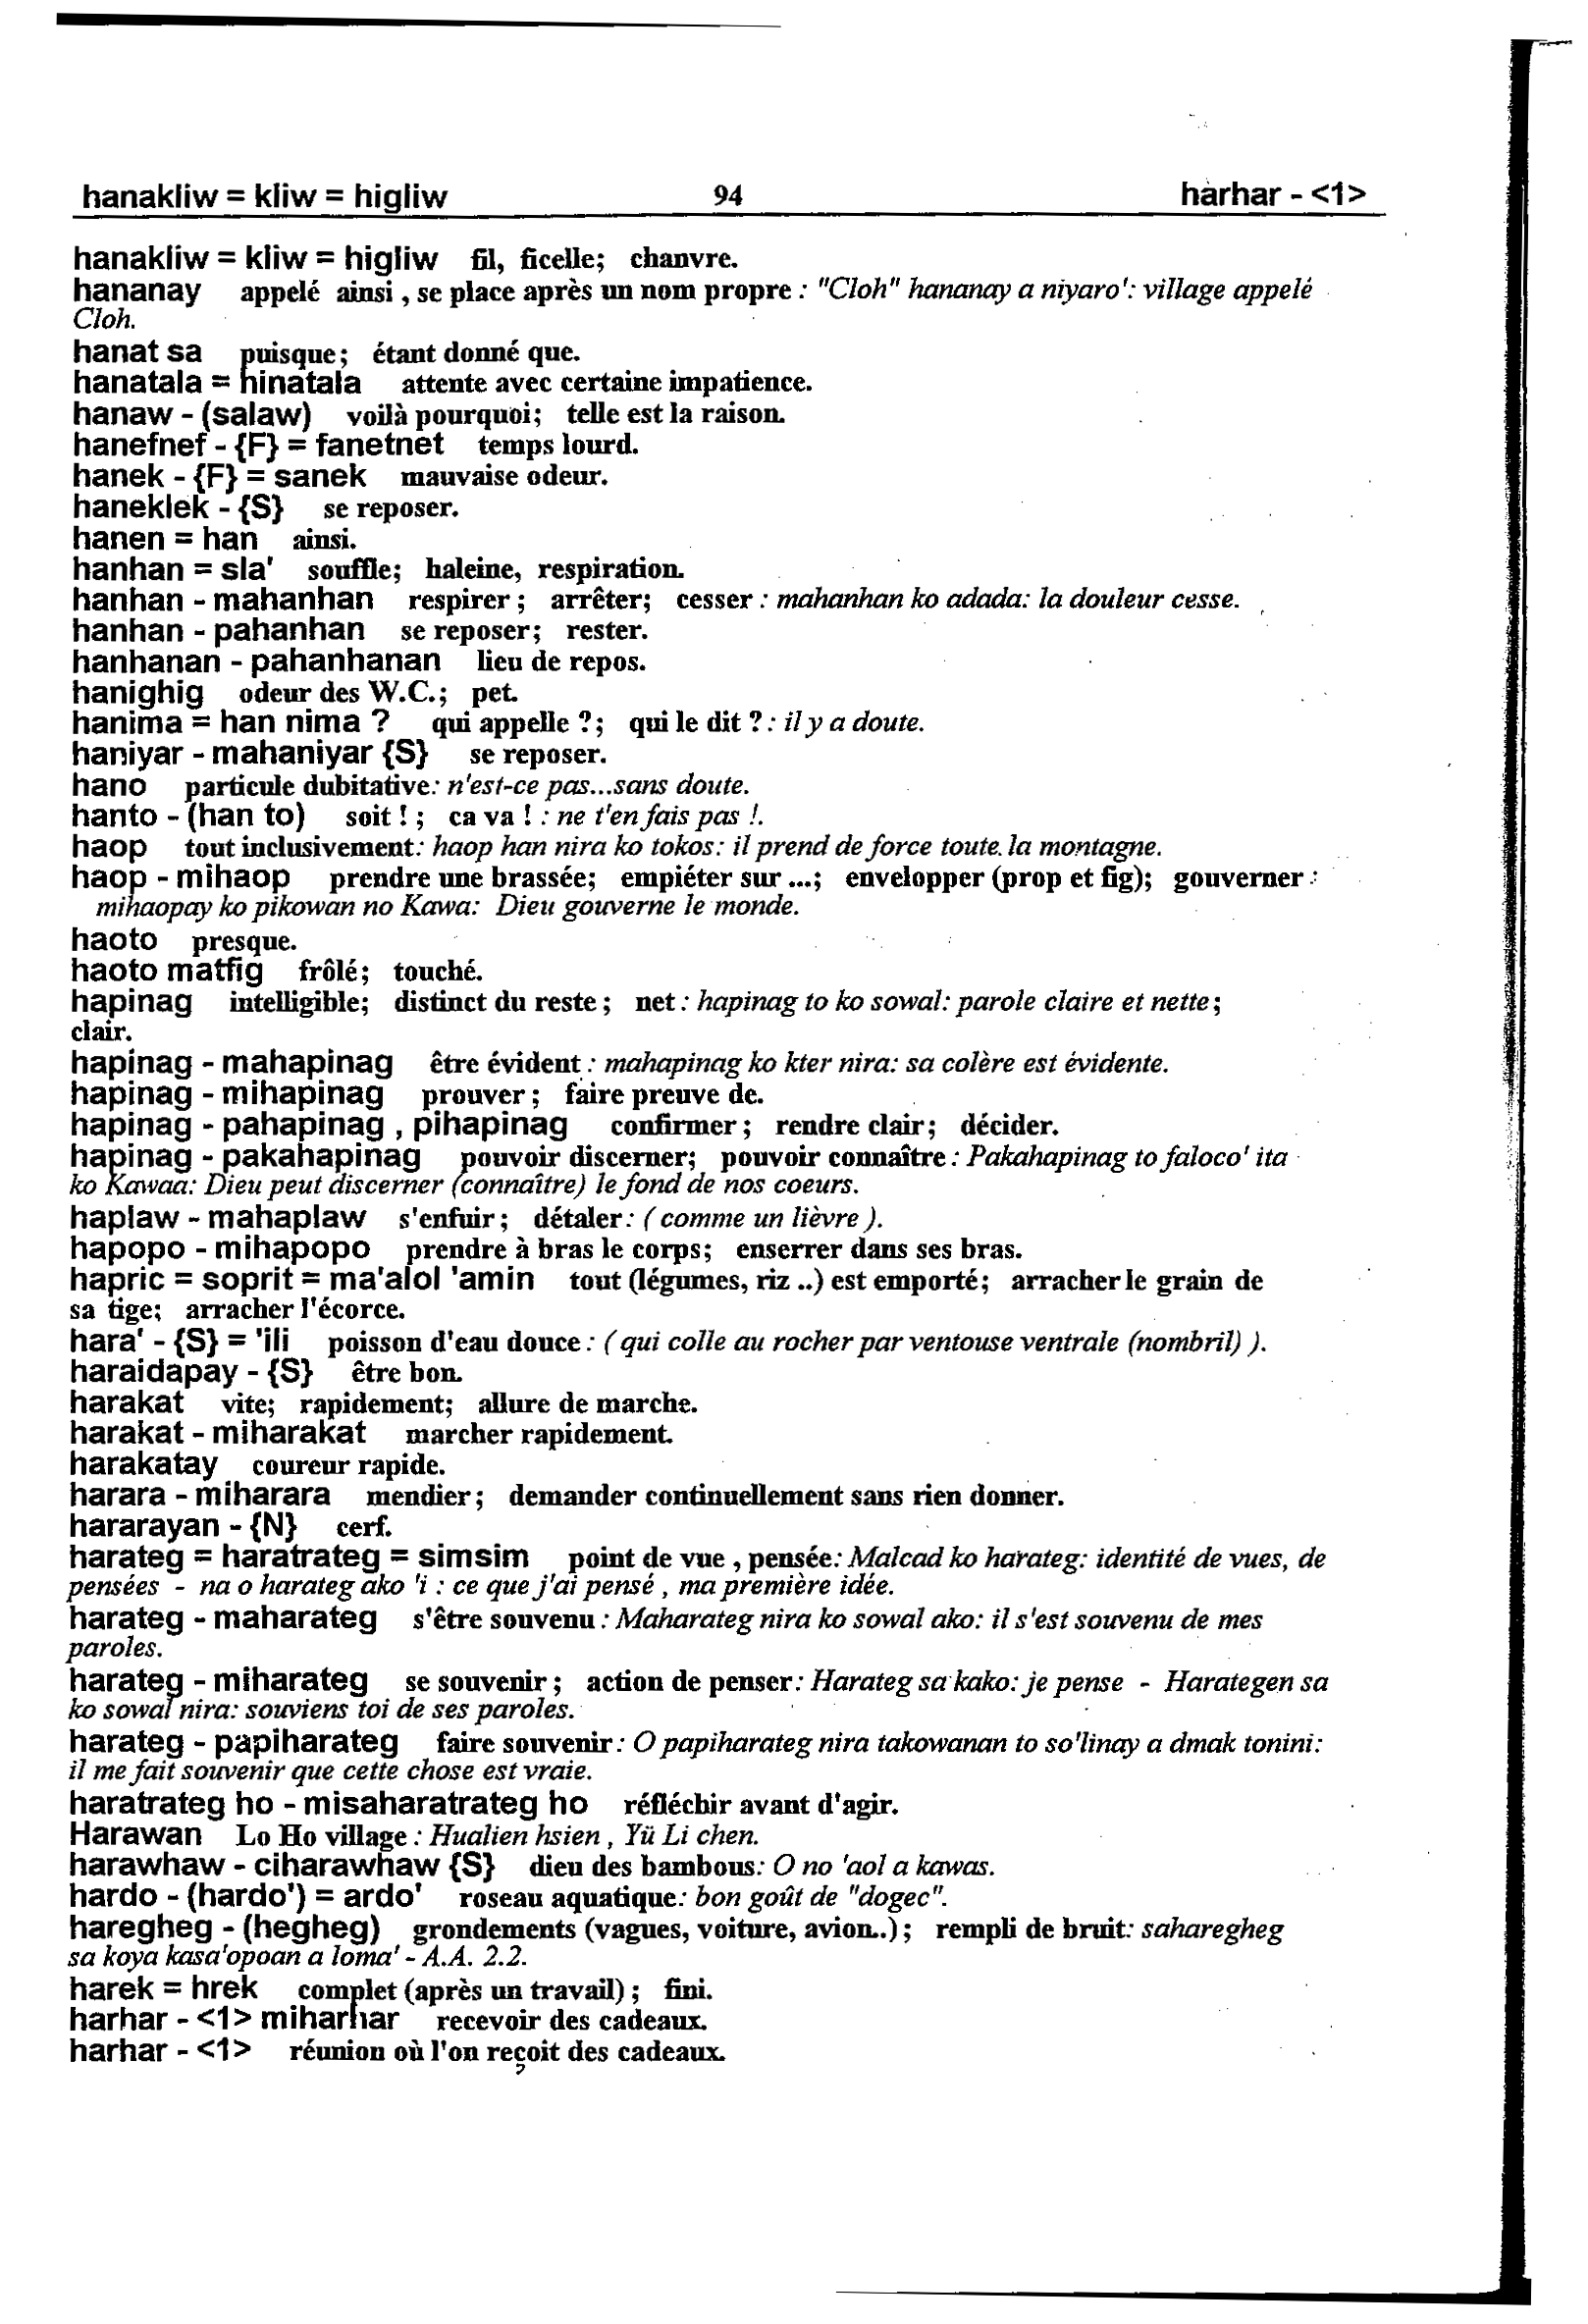 hanakliw = kliw = higliw 94 harhar - <1>
hanakliw = kliw = higliw fil, ficelle; chanvre.
hananay appelé ainsi , se place après un nom propre : "Cloh" hananay a niyaro': village appelé
Cloh.
hanat sa puisque; étant donné que.
hanatala = hinatala attente avec certaine impatience.
hanaw - (salaw) voilà pourquoi; telle est la raison.
hanefnef - {F} = fanetnet temps lourd.
hanek - {F} = sanek mauvaise odeur.
haneklek - {S} se reposer.
hanen = han ainsi.
hanhan = sla' souffle; haleine, respiration.
hanhan - mahanhan respirer ; arrêter; cesser : mahanhan ko adada: la douleur cesse.
hanhan - pahanhan se reposer; rester.
hanhanan - pahanhanan lieu de repos.
hanighig odeur des W.C.; pet.
hanima = han nima ? qui appelle ?; qui le dit ? : il y a doute.
haniyar - mahaniyar {S} se reposer.
hano particule dubitative: n'est-ce pas...sans doute.
hanto - (han to) soit ! ; ca va ! : ne t'en fais pas !.
haop tout inclusivement: haop han nira ko tokos: il prend de force toute la montagne.
haop - mihaop prendre une brassée; empiéter sur ...; envelopper (prop et fig); gouverner :
mihaopay ko pikowan no Kawa: Dieu gouverne le monde.
haoto presque.
haoto matfig frôlé; touché.
hapinag intelligible; distinct du reste ; net : hapinag to ko sowal: parole claire et nette;
clair.
hapinag - mahapinag être évident : mahapinag ko kter nira: sa colère est évidente.
hapinag - mihapinag prouver ; faire preuve de.
hapinag - pahapinag , pihapinag confirmer ; rendre clair; décider.
hapinag - pakahapinag pouvoir discerner; pouvoir connaître : Pakahapinag to faloco' ita
ko Kawaa: Dieu peut discerner (connaître) le fond de nos coeurs.
haplaw - mahaplaw s'enfuir ; détaler : ( comme un lièvre ).
hapopo - mihapopo prendre à bras le corps; enserrer dans ses bras.
hapric = soprit = ma'alol 'amin tout (légumes, riz ..) est emporté; arracher le grain de
sa tige; arracher l'écorce.
hara' - {S} = 'ili poisson d'eau douce : ( qui colle au rocher par ventouse ventrale (nombril) ).
haraidapay - {S} être bon.
harakat vite; rapidement; allure de marche.
harakat - miharakat marcher rapidement.
harakatay coureur rapide.
harara - miharara mendier ; demander continuellement sans rien donner.
hararayan - {N} cerf.
harateg = haratrateg = simsim point de vue , pensée: Malcad ko harateg: identité de vues, de
pensées - na o harateg ako 'i : ce que j'ai pensé , ma première idée.
harateg - maharateg s'être souvenu : Maharateg nira ko sowal ako: il s'est souvenu de mes
paroles.
harateg - miharateg se souvenir ; action de penser : Harateg sa kako: je pense - Harategen sa
ko sowal nira: souviens toi de ses paroles.
harateg - papiharateg faire souvenir : O papiharateg nira takowanan to so'linay a dmak tonini:
il me fait souvenir que cette chose est vraie.
haratrateg ho - misaharatrateg ho réfléchir avant d'agir.
Harawan Lo Ho village : Hualien hsien , Yü Li chen.
harawhaw - ciharawhaw {S} dieu des bambous: O no 'aol a kawas.
hardo - (hardo') = ardo' roseau aquatique: bon goût de "dogec".
haregheg - (hegheg) grondements (vagues, voiture, avion..) ; rempli de bruit: saharegheg
sa koya kasa'opoan a loma' - A.A. 2.2.
harek = hrek complet (après un travail) ; fini.
harhar - <1> miharhar recevoir des cadeaux.
harhar - <1> réunion où l'on reçoit des cadeaux.